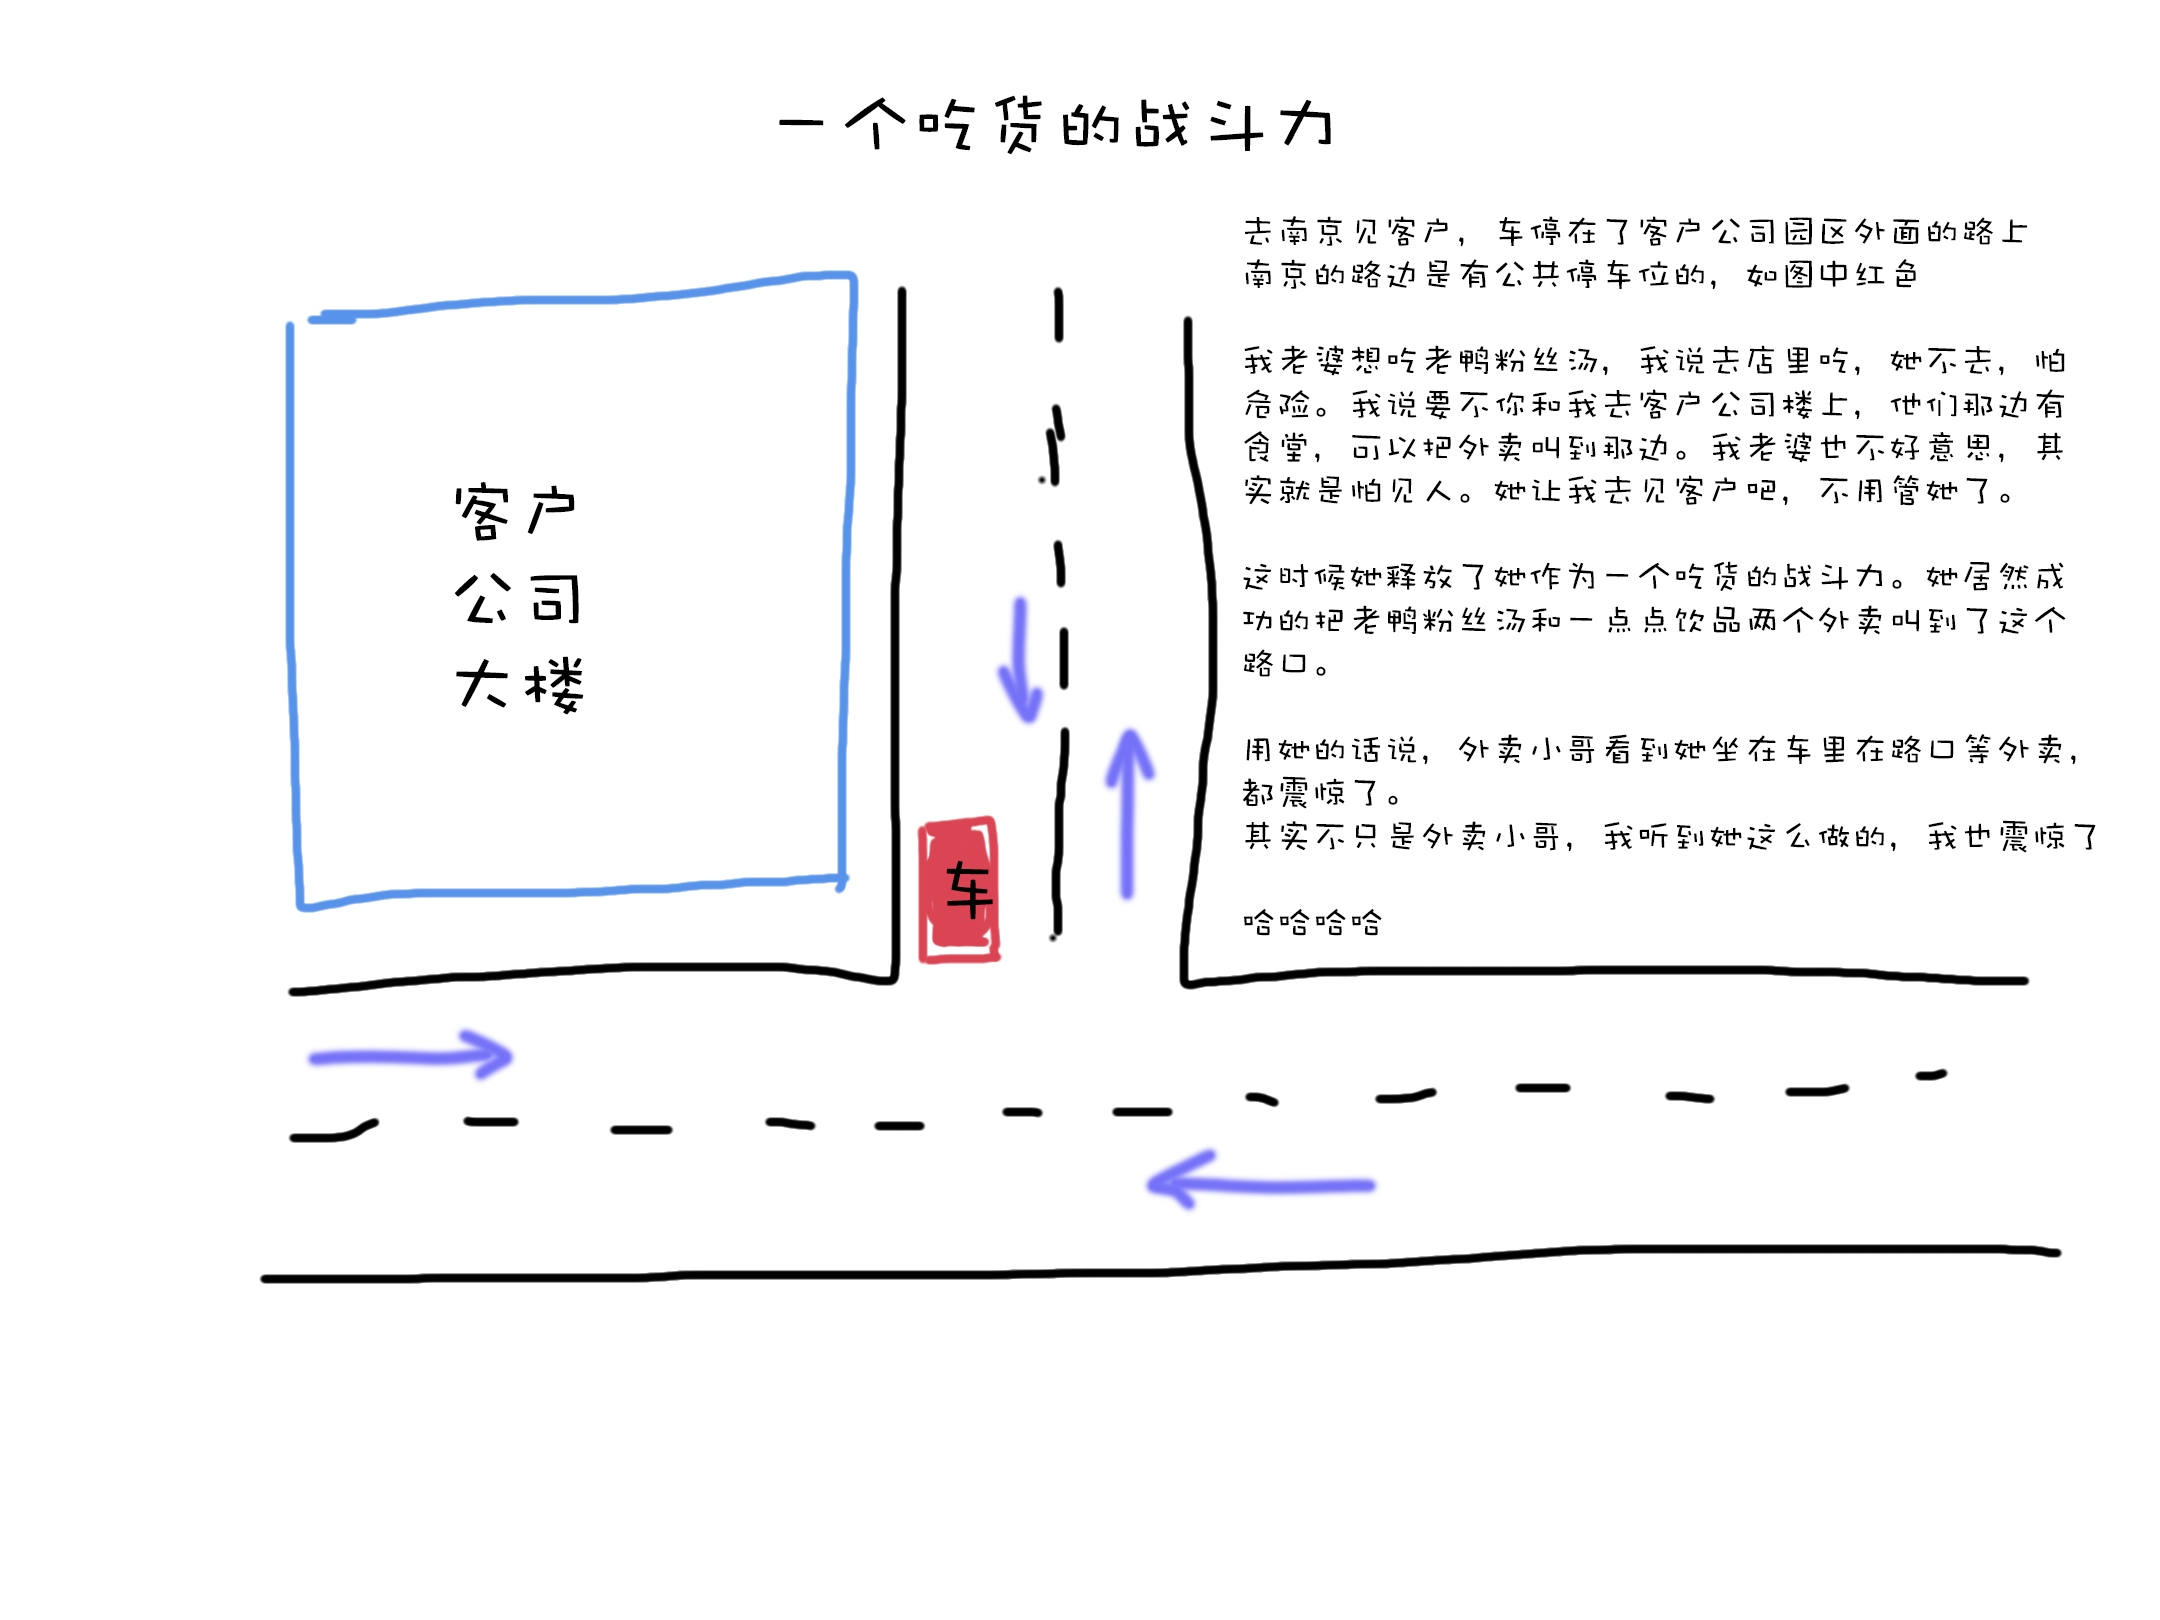 一个吃货的战斗力
去南京见客户，车停在了客户公司园区外面的路上
南京的路边是有公共停车位的，如图中红色
我老婆想吃老鸭粉丝汤，我说去店里吃，她不去，怕
危险。我说要不你和我去客户公司楼上，他们那边有
食堂，可以把外卖叫到那边。我老婆也不好意思，其
实就是怕见人。她让我去见客户吧，不用管她了。
这时候她释放了她作为一个吃货的战斗力。她居然成
功的把老鸭粉丝汤和一点点饮品两个外卖叫到了这个
路口。
用她的话说，外卖小哥看到她坐在车里在路口等外卖，
都震惊了。
其实不只是外卖小哥，我听到她这么做的，我也震惊了
哈哈哈哈
客户
公司
大楼
车